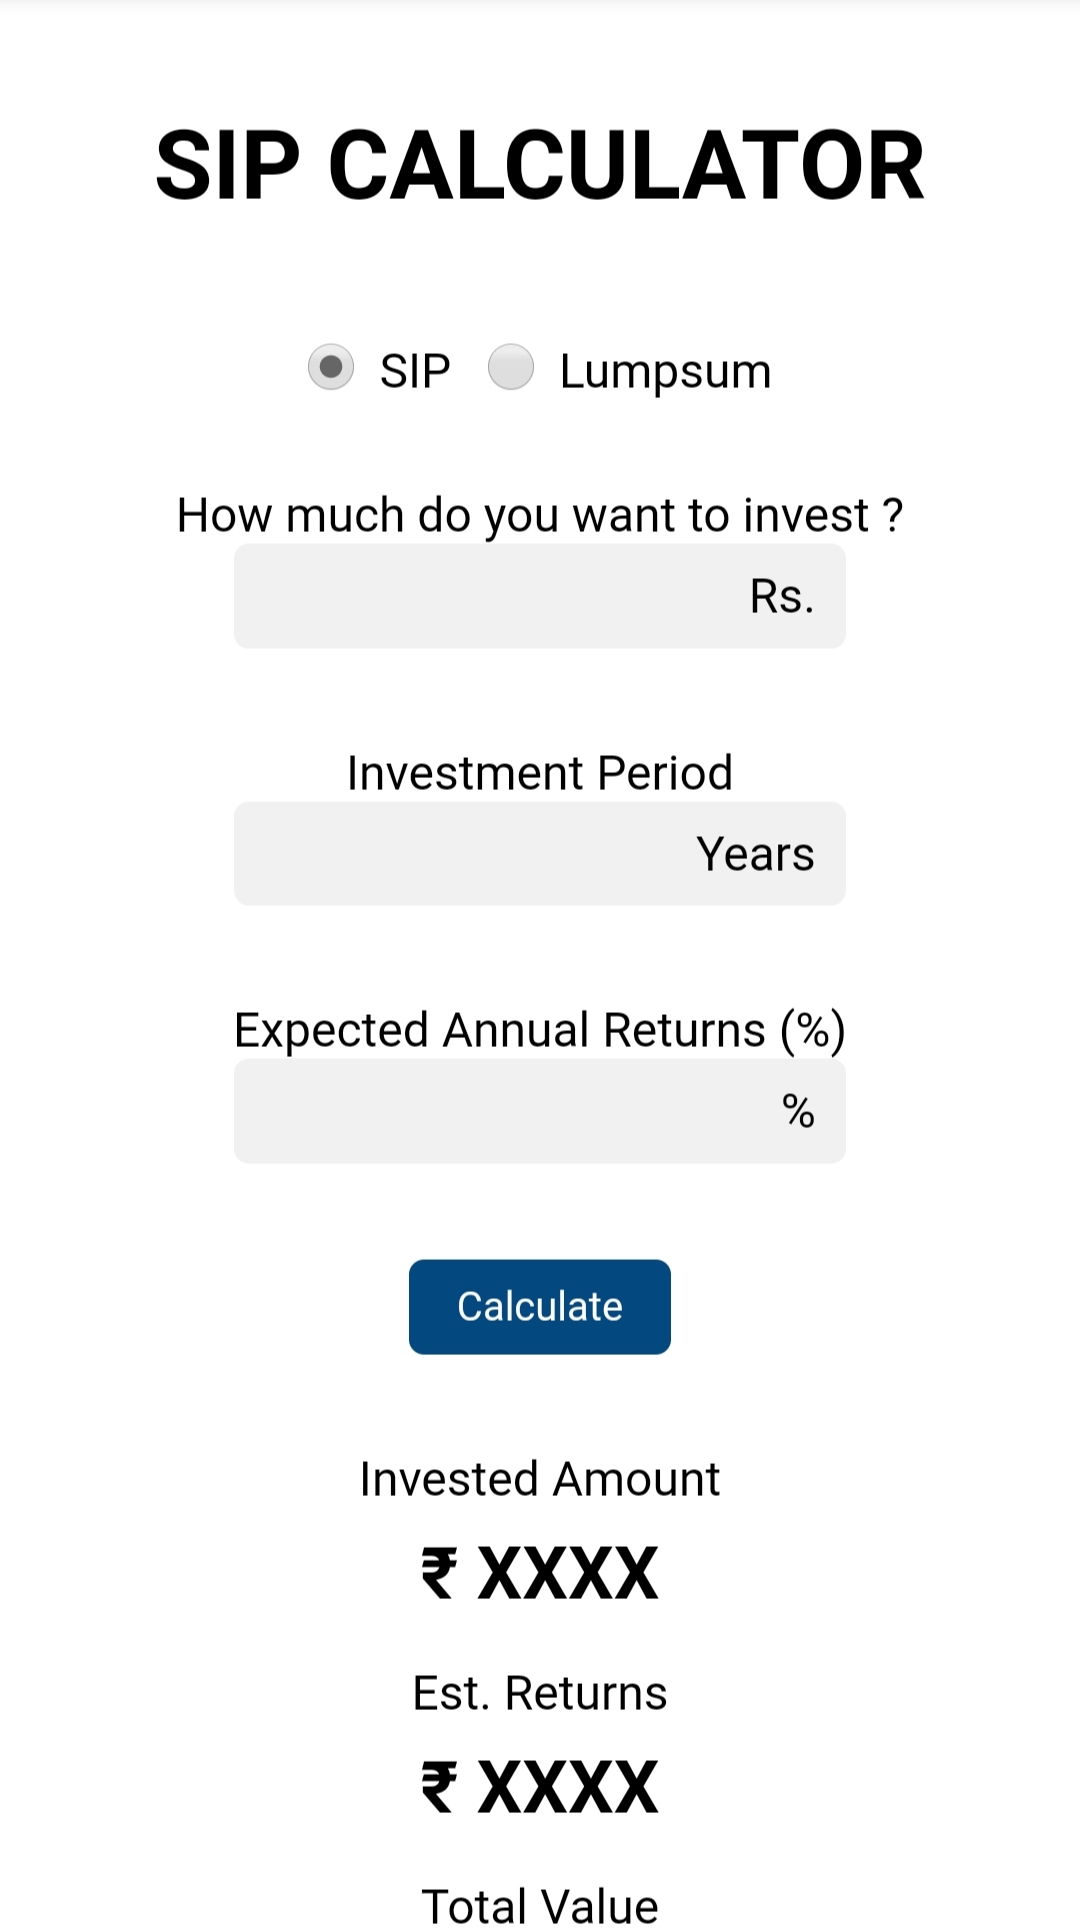 SIP CALCULATOR
SIP Lumpsum
How much do you want to invest ?
Rs.
Investment Period
Years
Expected Annual Returns (%)
%
Calculate
Invested Amount
₹ XXXX
Est. Returns
₹ XXXX
Total Value